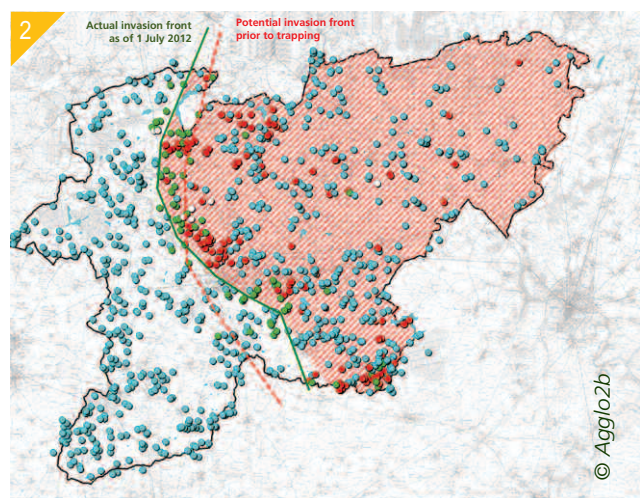 2
Actual invasion front
as of 1 July 2012
Potential invasion front
prior to trapping
© Agglo2b